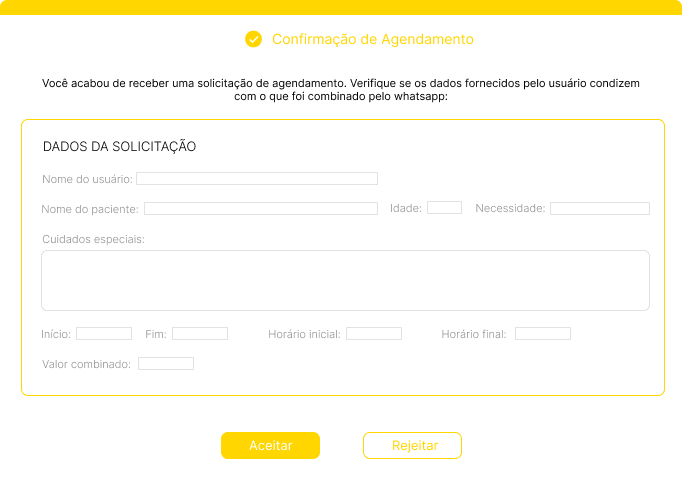 Confirmação de Agendamento
Você acabou de receber uma solicitação de agendamento. Verifique se os dados fornecidos pelo usuário condizem
com o que foi combinado pelo whatsapp:
DADOS DA SOLICITAÇÃO
Nome do usuário:
Nome do paciente: Idade: Necessidade:
Cuidados especiais:
Início: Fim: Horário inicial: Horário final:
Valor combinado:
Aceitar Rejeitar